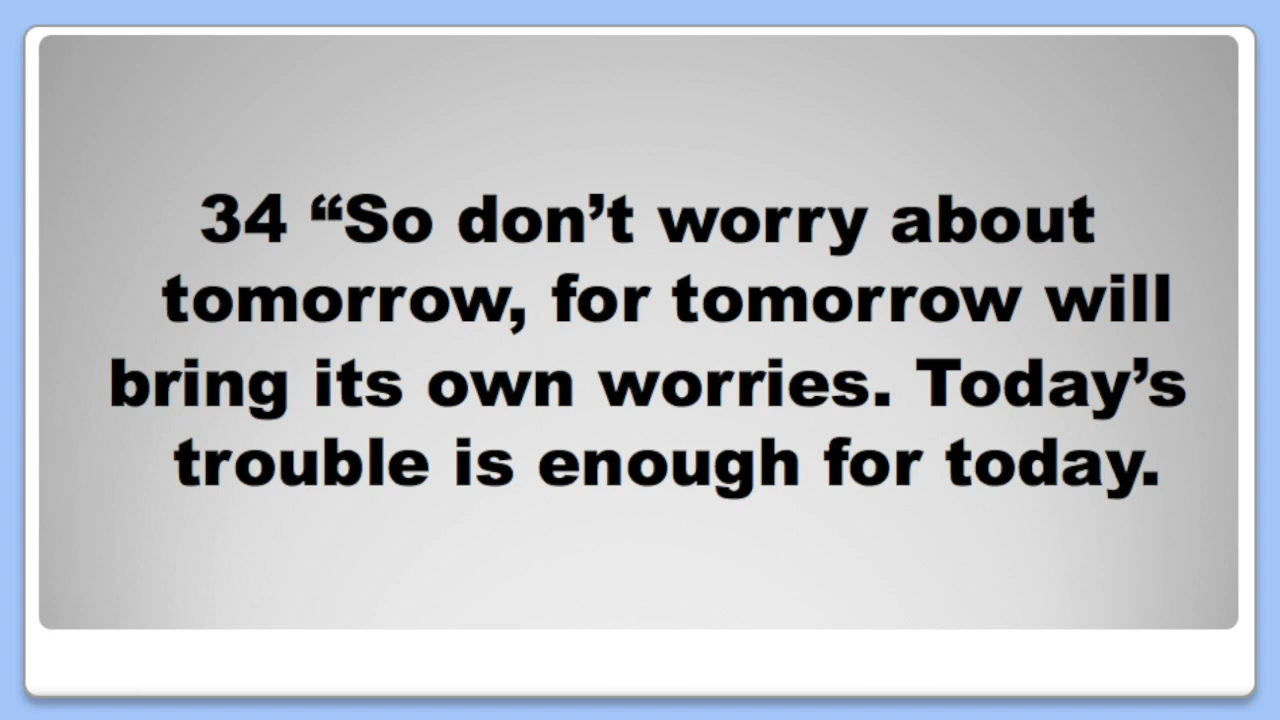 34 “So don’t worry about
tomorrow, for tomorrow will
bring its own worries. Today’s
trouble is enough for today.